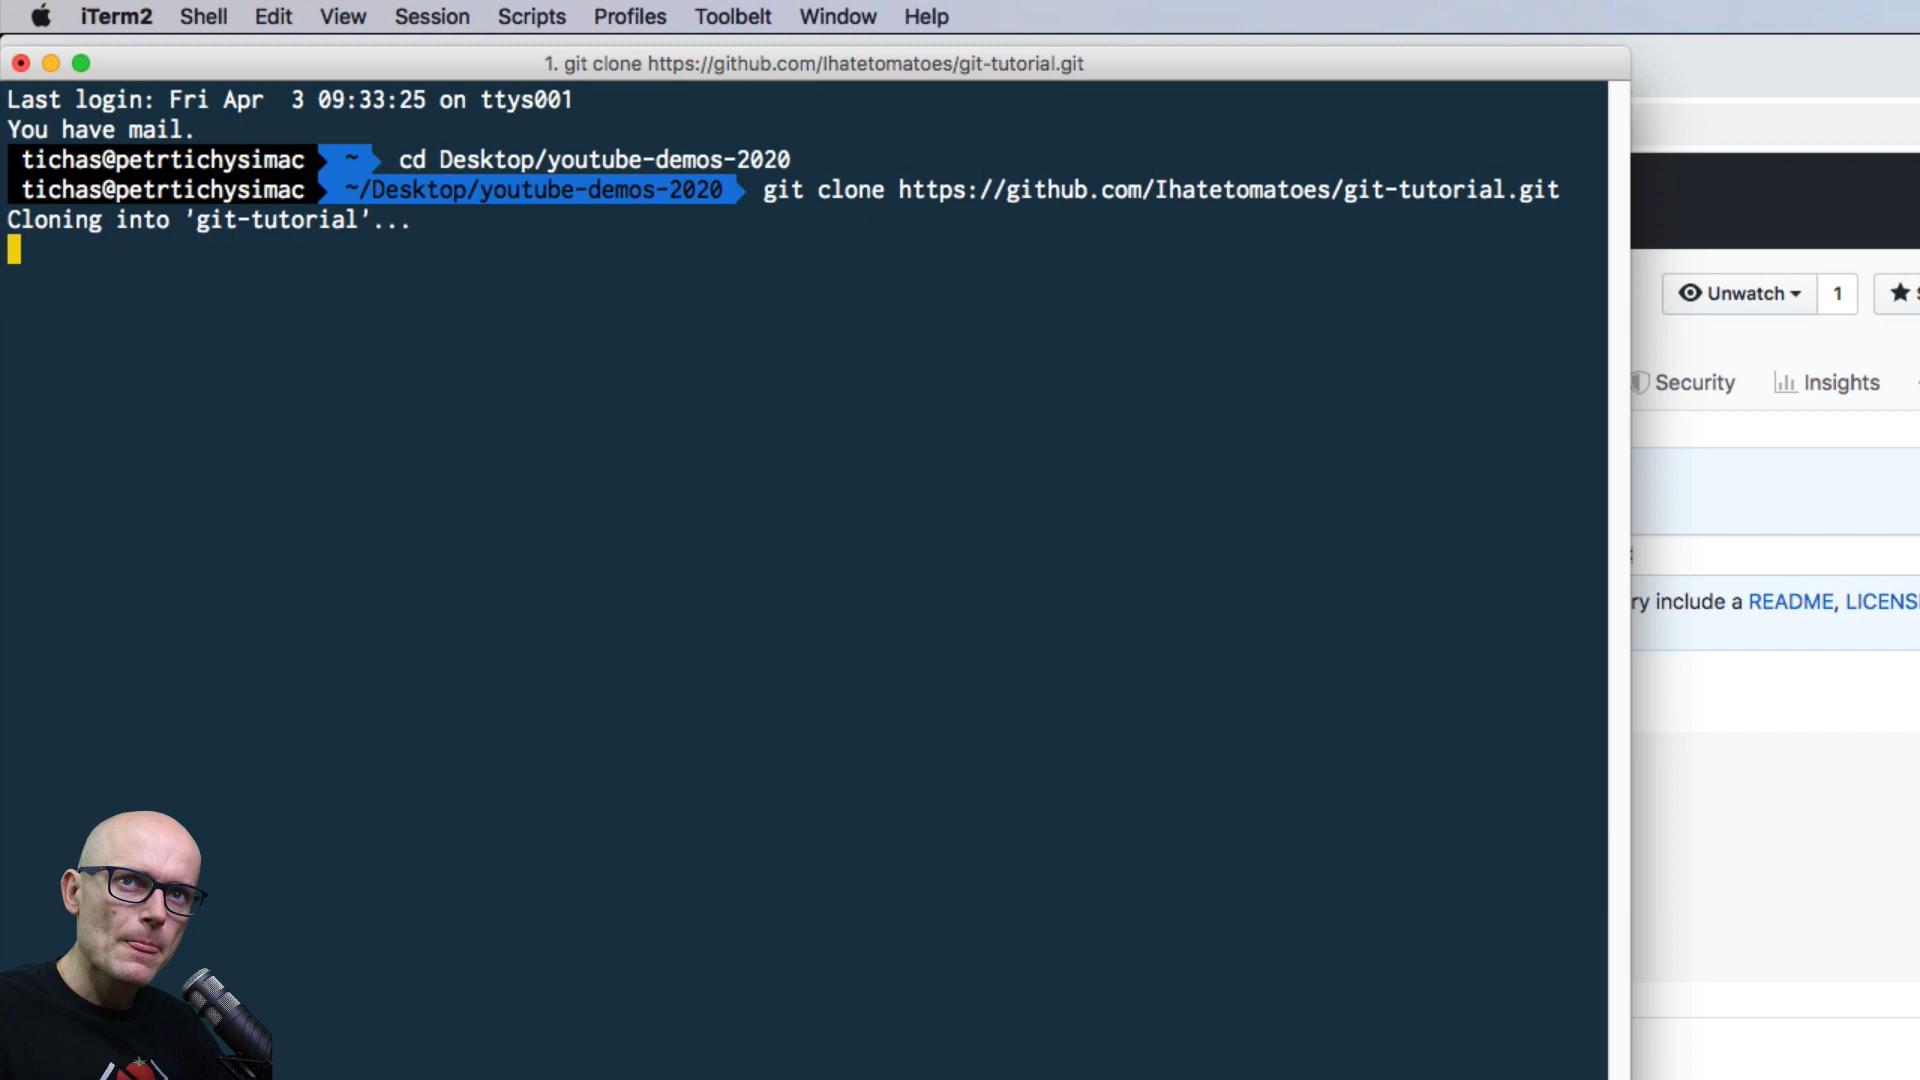 iTerm2 Shell Edit View Session Scripts Profiles Toolbelt Window Help
1. git clone https://github.com/Ihatetomatoes/git-tutorial.git
Last login: Fri Apr  3 09:33:25 on ttys001
You have mail.
tichas@petrtichysimac ~ cd Desktop/youtube-demos-2020
tichas@petrtichysimac ~/Desktop/youtube-demos-2020 git clone https://github.com/Ihatetomatoes/git-tutorial.git
Cloning into 'git-tutorial'...
Unwatch 1
Security Insights
ry include a README, LICENS